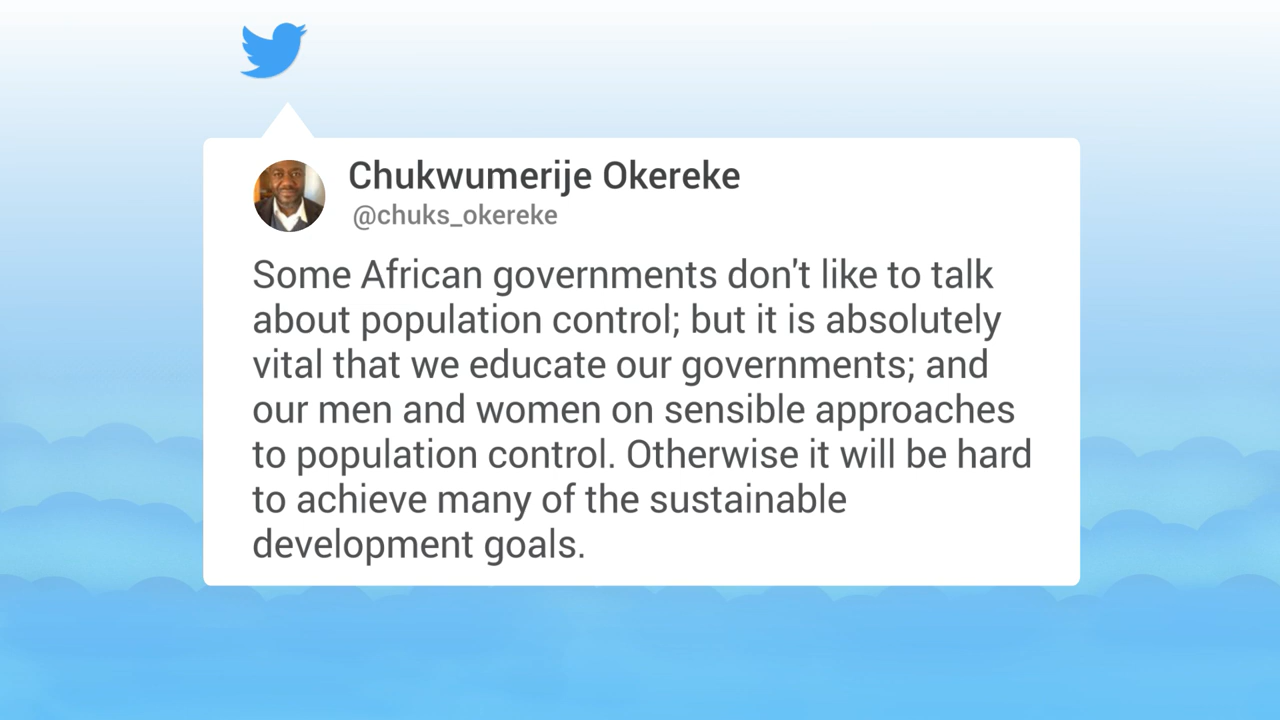 Chukwumerije Okereke
@chuks_okereke
Some African governments don't like to talk
about population control; but it is absolutely
vital that we educate our governments; and
our men and women on sensible approaches
to population control. Otherwise it will be hard
to achieve many of the sustainable
development goals.